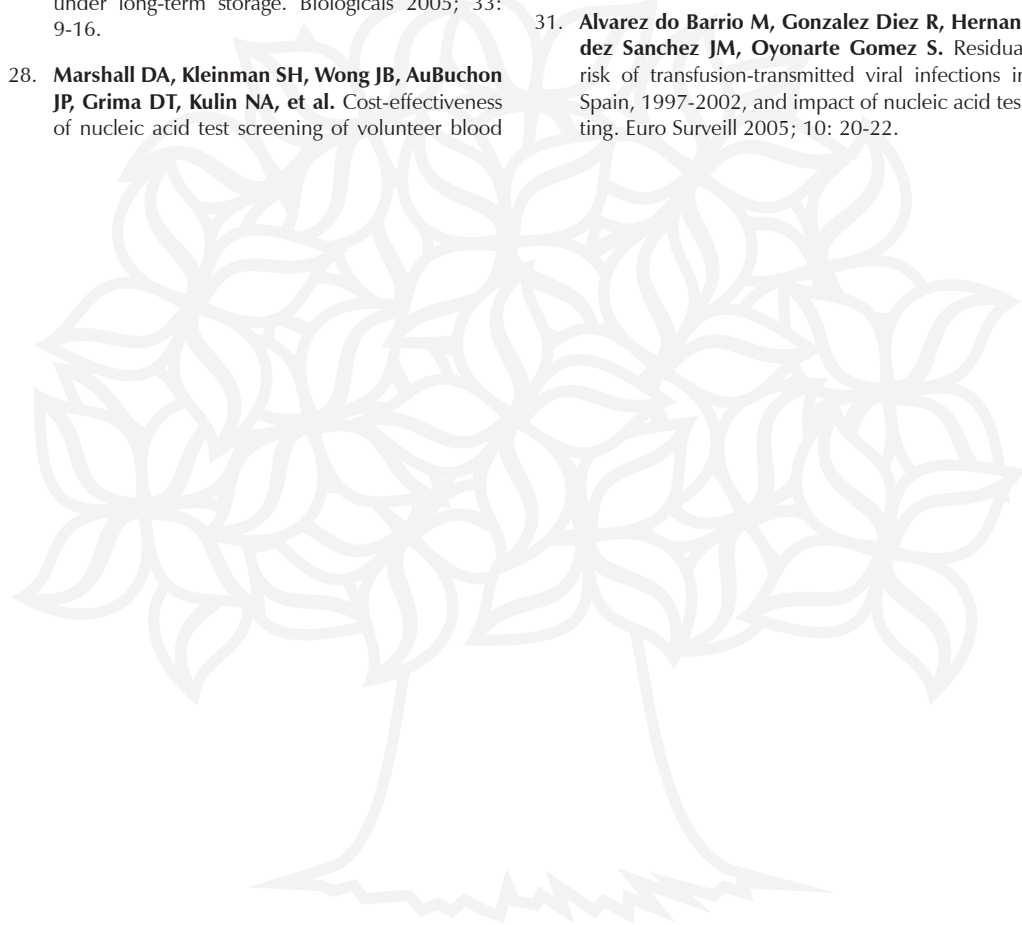 under long-term storage. Biologicals 2005; 33:
9-16.
28. Marshall DA, Kleinman SH, Wong JB, AuBuchon
JP, Grima DT, Kulin NA, et al. Cost-effectiveness
of nucleic acid test screening of volunteer blood
31. Alvarez do Barrio M, Gonzalez Diez R, Hernan
dez Sanchez JM, Oyonarte Gomez S. Residua
risk of transfusion-transmitted viral infections in
Spain, 1997-2002, and impact of nucleic acid tes
ting. Euro Surveill 2005; 10: 20-22.